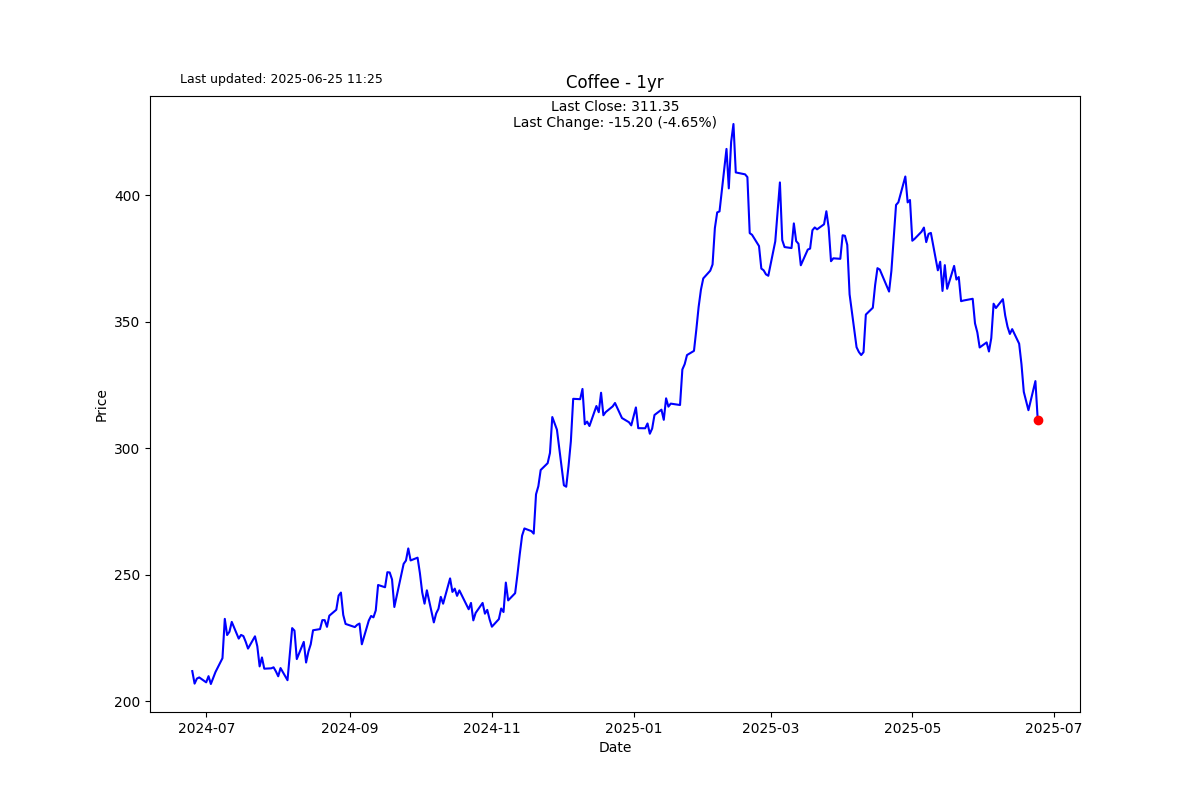 Last updated: 2025-06-25 11:25
Coffee - 1yr
Last Close: 311.35
Last Change: -15.20 (-4.65%)
400
350
300
250
200
Price
2024-07
2024-09
2024-11
2025-01
2025-03
2025-05
2025-07
Date